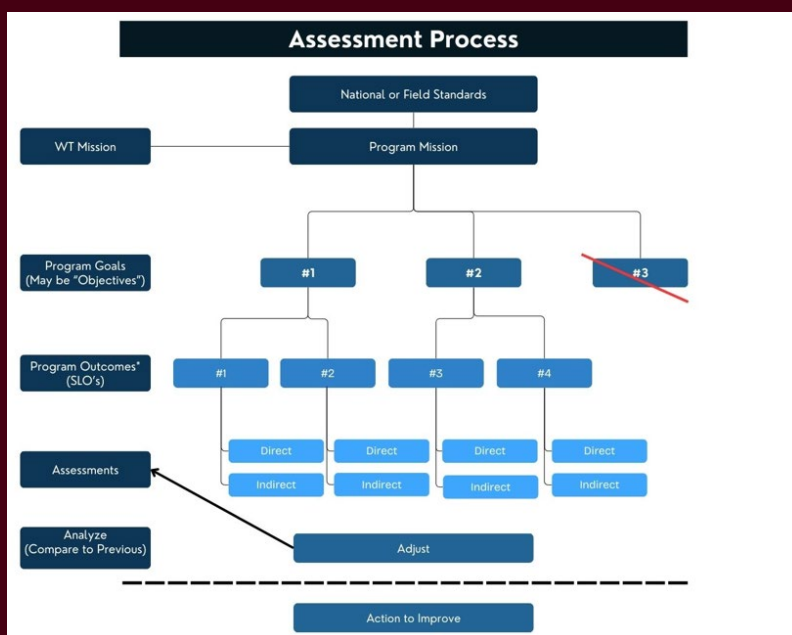 Assessment Process
National or Field Standards
WT Mission
Program Mission
Program Goals
(May be "Objectives")
#1
#2
#3
Program Outcomes*
(SLO's)
#1
#2
#3
#4
Assessments
Direct
Direct
Direct
Direct
Indirect
Indirect
Indirect
Indirect
Analyze
(Compare to Previous)
Adjust
Action to Improve